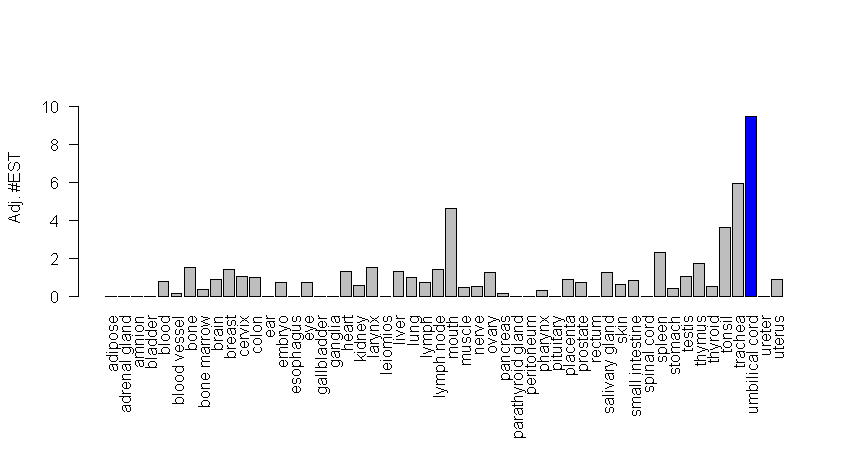 10
8
6
4
2
0
Adj. #EST
adipose
adrenal gland
amnion
bladder
blood
blood vessel
bone
bone marrow
brain
breast
cervix
colon
ear
embryo
esophagus
eye
gallbladder
ganglia
heart
kidney
larynx
leiomios
liver
lung
lymph
lymph node
mouth
muscle
nerve
ovary
pancreas
parathyroid gland
peritoneum
pharynx
pituitary
placenta
prostate
rectum
salivary gland
skin
small intestine
spinal cord
spleen
stomach
testis
thymus
thyroid
tonsil
trachea
umbilical cord
ureter
uterus